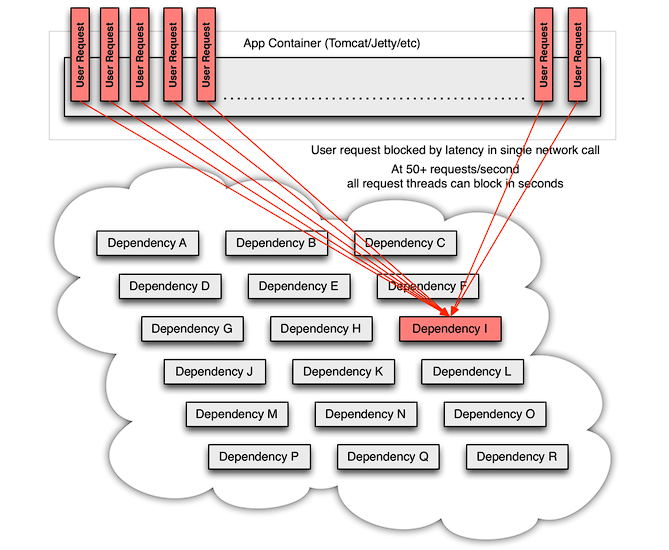 User Request
User Request
User Request
User Request
User Request
User Request
User Request
App Container (Tomcat/Jetty/etc)
User request blocked by latency in single network call
At 50+ requests/second
all request threads can block in seconds
Dependency A
Dependency B
Dependency C
Dependency D
Dependency E
Dependency F
Dependency G
Dependency H
Dependency I
Dependency J
Dependency K
Dependency L
Dependency M
Dependency N
Dependency O
Dependency P
Dependency Q
Dependency R